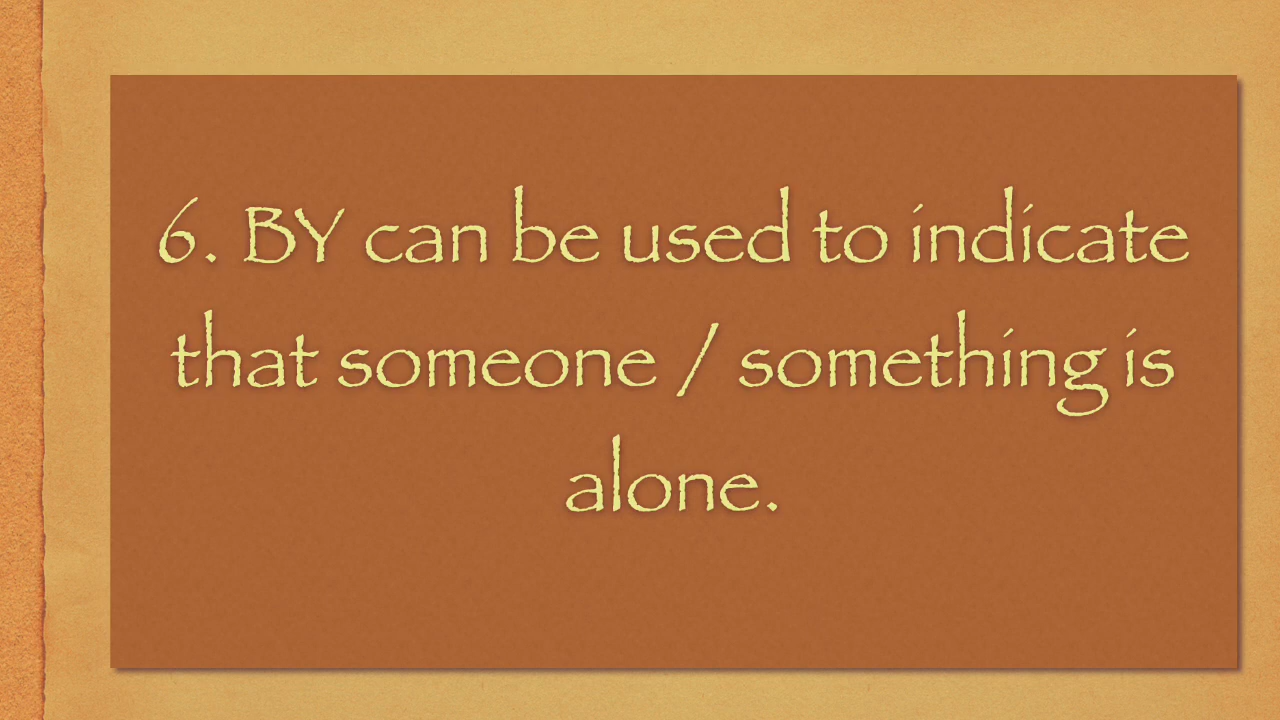 6. BY can be used to indicate
that someone / something is
alone.